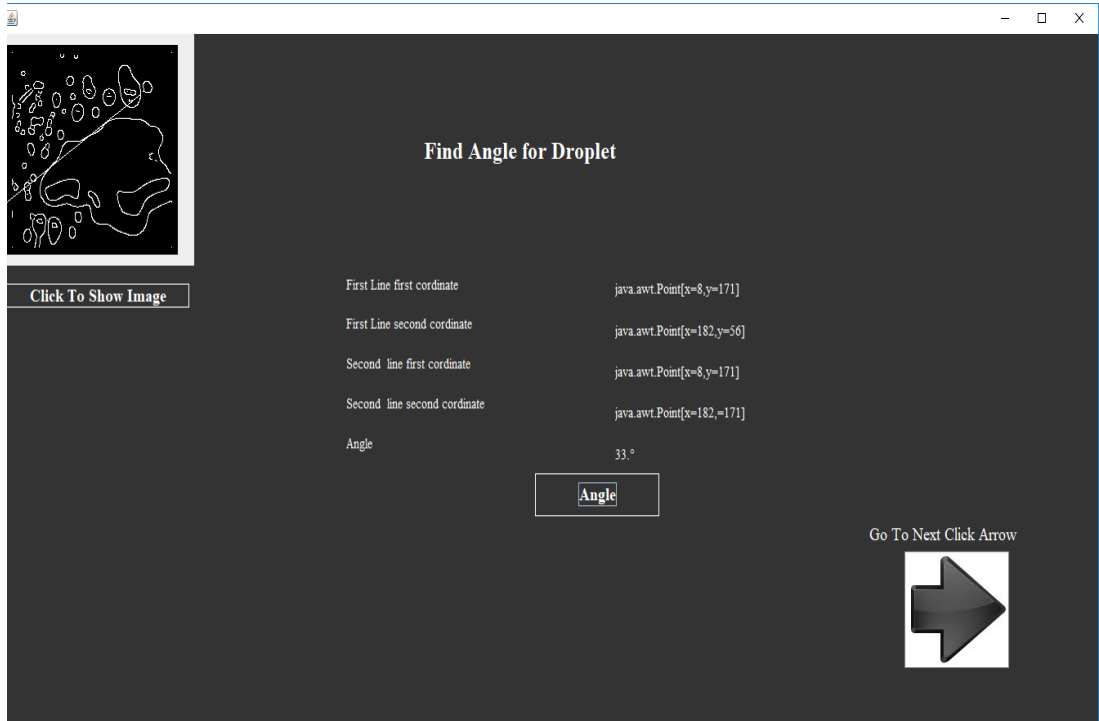 Find Angle for Droplet
Click To Show Image
First Line first cordinate
java.awt.Point[x=8,y=171]
First Line second cordinate
java.awt.Point[x=182,y=56]
Second line first cordinate
java.awt.Point[x=8,y=171]
Second line second cordinate
java.awt.Point[x=182,=171]
Angle
33.°
Angle
Go To Next Click Arrow